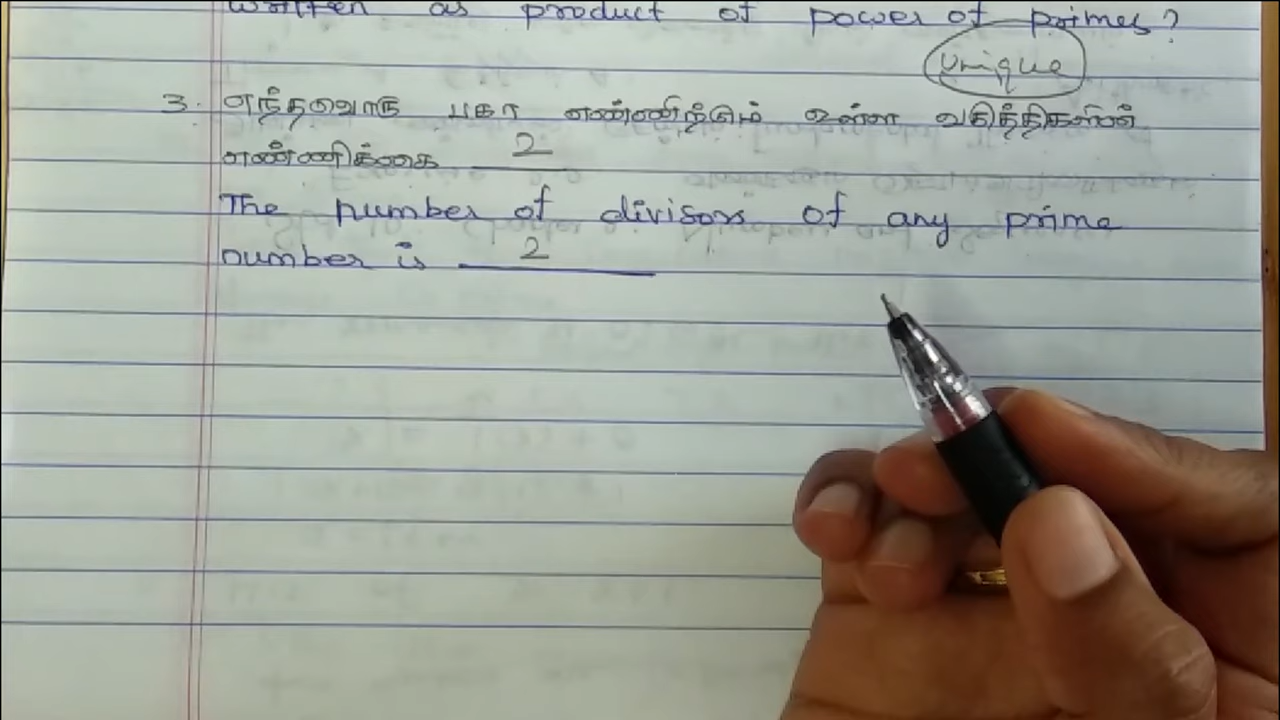 written as product of power of primes?
Unique
3. எந்தவொரு பகா எண்ணிற்கும் உள்ள வகுத்திகளின்
எண்ணிக்கை 2
The number of divisors of any prime
number is 2